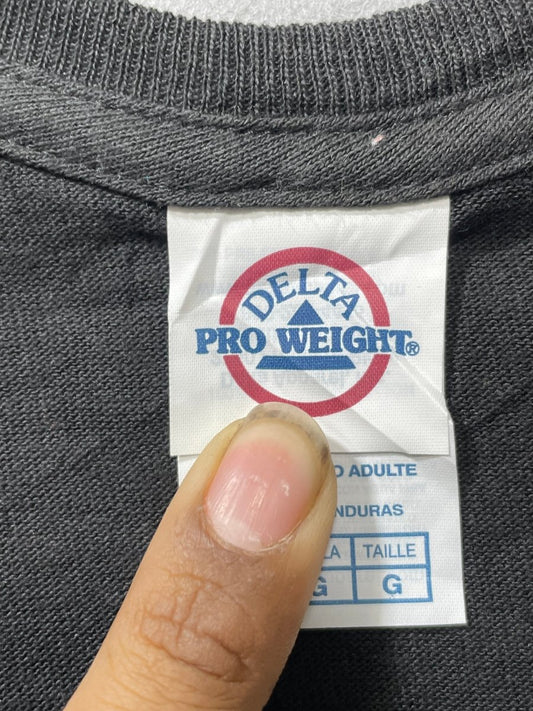 DELTA
PRO WEIGHT®
O ADULTE
NDURAS
LA TAILLE
G G